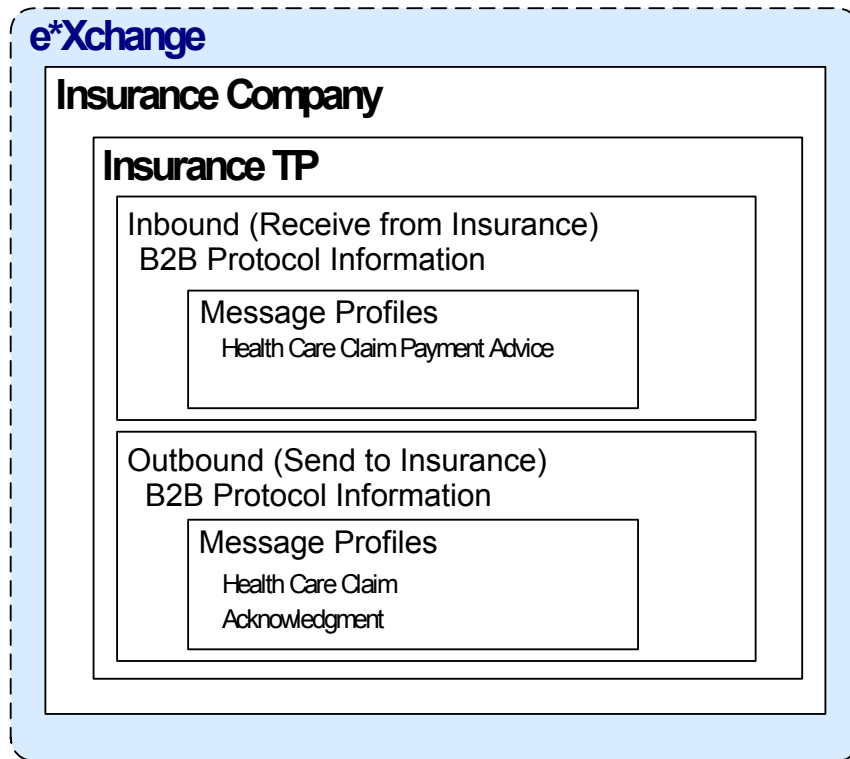 e*Xchange
Insurance Company
Insurance TP
Inbound (Receive from Insurance)
B2B Protocol Information
Message Profiles
Health Care Claim Payment Advice
Outbound (Send to Insurance)
B2B Protocol Information
Message Profiles
Health Care Claim
Acknowledgment